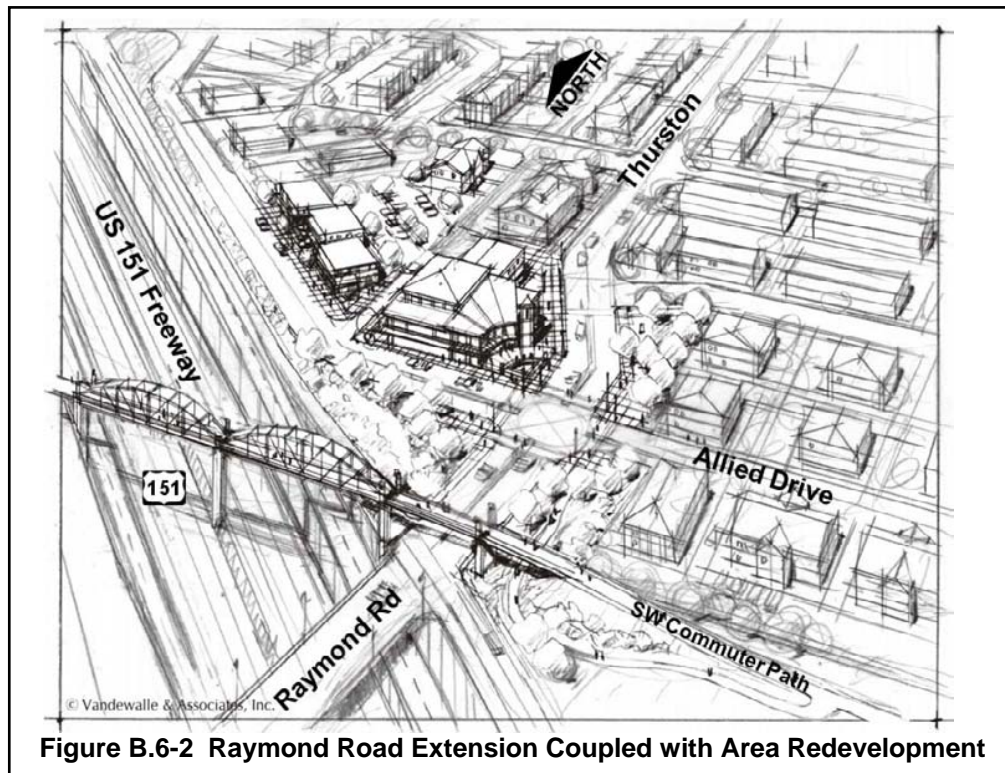 NORTH
Thurston
US 151 Freeway
151
Allied Drive
SW Commuter Path
Raymond Rd
© Vandewalle & Associates, Inc.
Figure B.6-2 Raymond Road Extension Coupled with Area Redevelopment